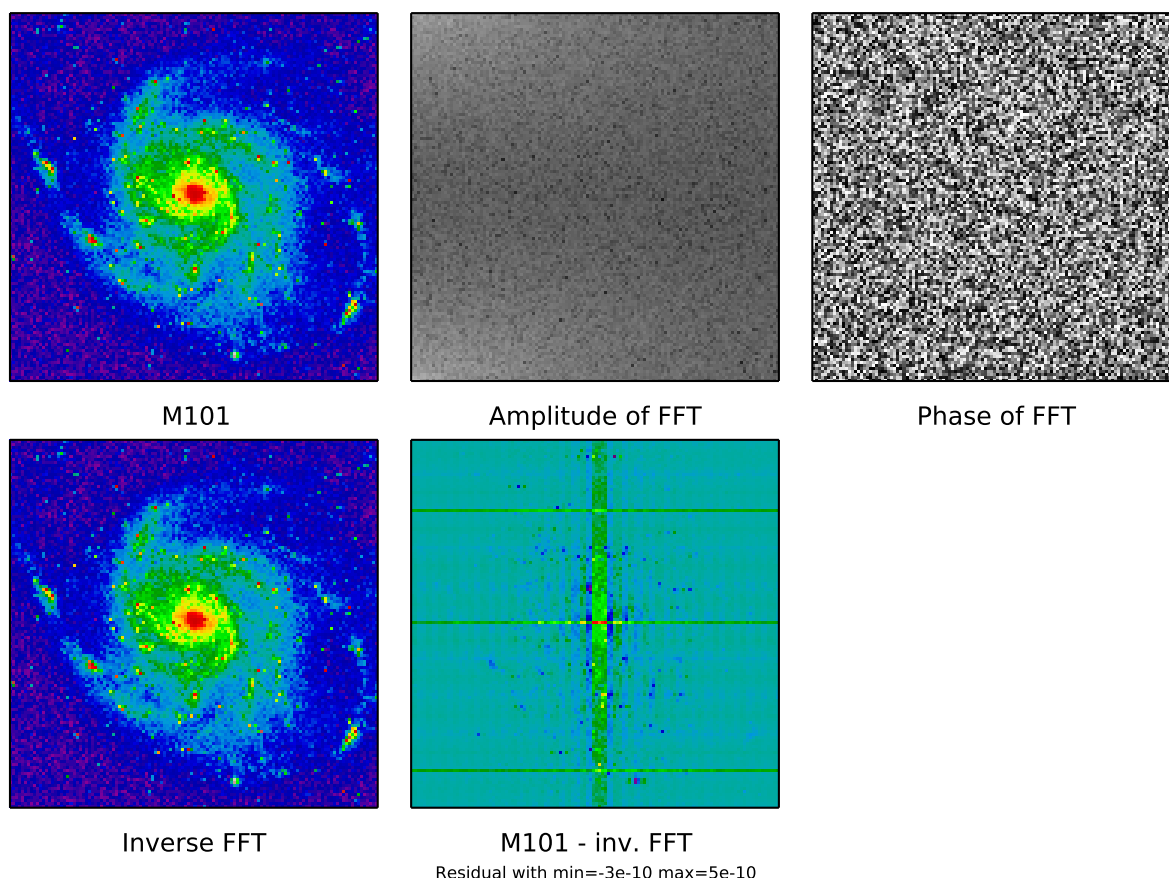 M101
Amplitude of FFT
Phase of FFT
Inverse FFT
M101 - inv. FFT
Residual with min=-3e-10 max=5e-10